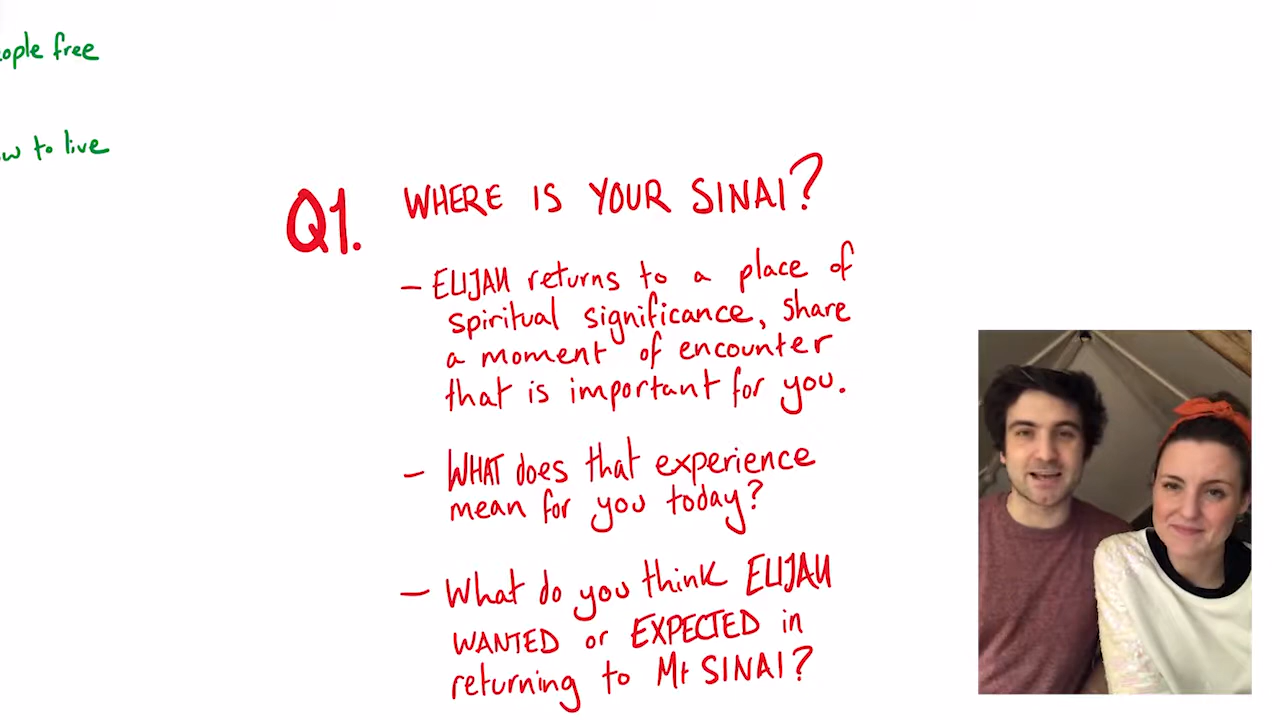 people free
how to live
Q1. WHERE IS YOUR SINAI?
- ELIJAH returns to a place of
spiritual significance, share
a moment of encounter
that is important for you.
- WHAT does that experience
mean for you today?
- What do you think ELIJAH
WANTED or EXPECTED in
returning to Mt SINAI?